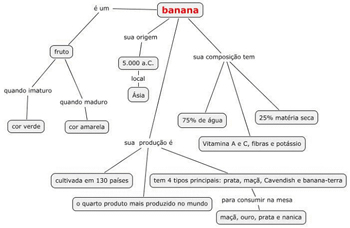 banana
é um
fruto
quando imaturo
cor verde
quando maduro
cor amarela
sua origem
5.000 a.C.
local
Ásia
sua composição tem
75% de água
Vitamina A e C, fibras e potássio
25% matéria seca
sua produção é
cultivada em 130 países
o quarto produto mais produzido no mundo
tem 4 tipos principais: prata, maçã, Cavendish e banana-terra
para consumir na mesa
maçã, ouro, prata e nanica